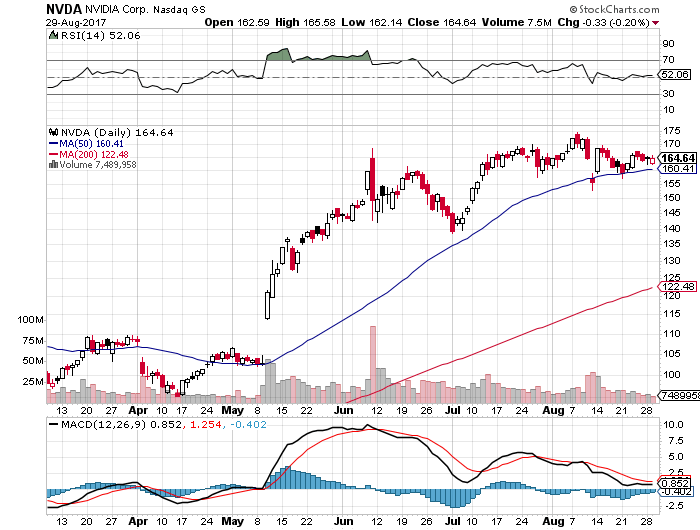 NVDA NVIDIA Corp. Nasdaq GS © StockCharts.com
29-Aug-2017 Open 162.59 High 165.58 Low 162.14 Close 164.64 Volume 7.5M Chg -0.33 (-0.20%)
RSI(14) 52.06
90
70
52.06
30
10
NVDA (Daily) 164.64
MA(50) 160.41
MA(200) 122.48
Volume 7,489,958
175
170
164.64
160.41
155
150
145
140
135
130
122.48
115
110
105
100
100M
75M
50M
25M
7489958
13 20 27 Apr 10 17 24 May 8 15 22 Jun 12 19 26 Jul 10 17 24 Aug 7 14 21 28
MACD(12,26,9) 0.852, 1.254, -0.402
10.0
7.5
5.0
2.5
0.852
-0.402
-2.5
13 20 27 Apr 10 17 24 May 8 15 22 Jun 12 19 26 Jul 10 17 24 Aug 7 14 21 28